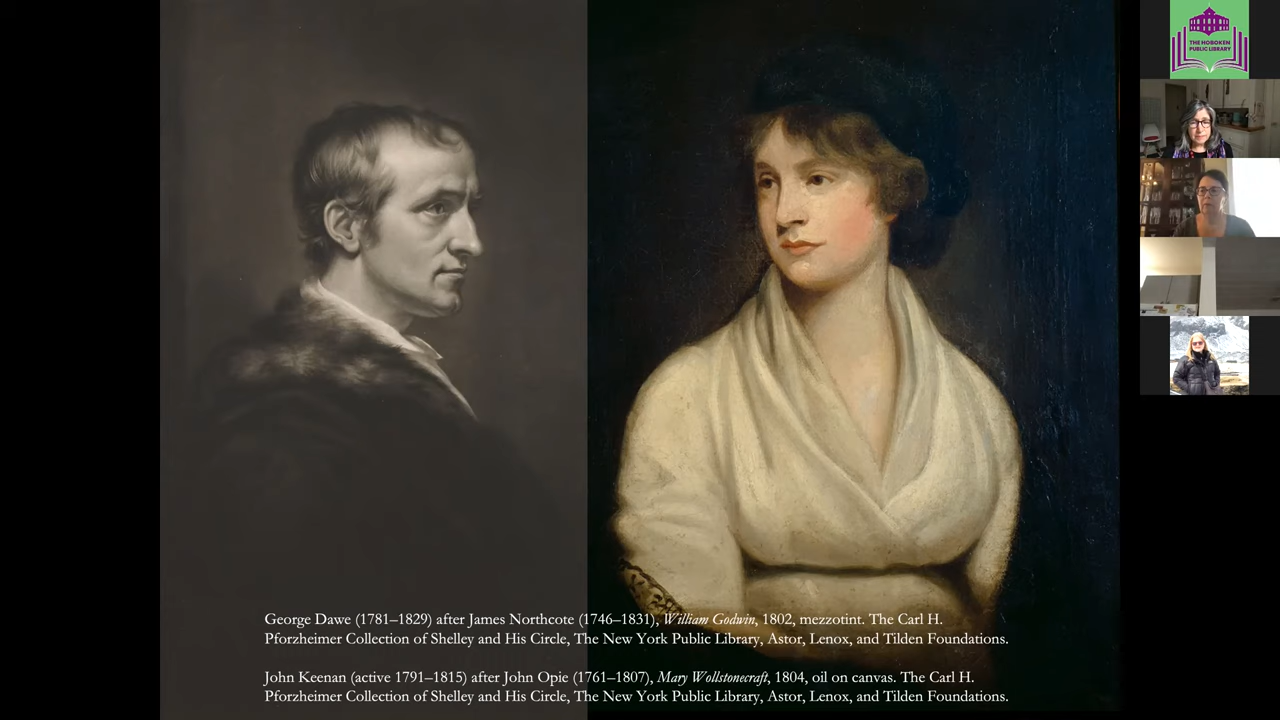 THE HOBOKEN
PUBLIC LIBRARY
George Dawe (1781–1829) after James Northcote (1746–1831), William Godwin, 1802, mezzotint. The Carl H.
Pforzheimer Collection of Shelley and His Circle, The New York Public Library, Astor, Lenox, and Tilden Foundations.
John Keenan (active 1791–1815) after John Opie (1761–1807), Mary Wollstonecraft, 1804, oil on canvas. The Carl H.
Pforzheimer Collection of Shelley and His Circle, The New York Public Library, Astor, Lenox, and Tilden Foundations.